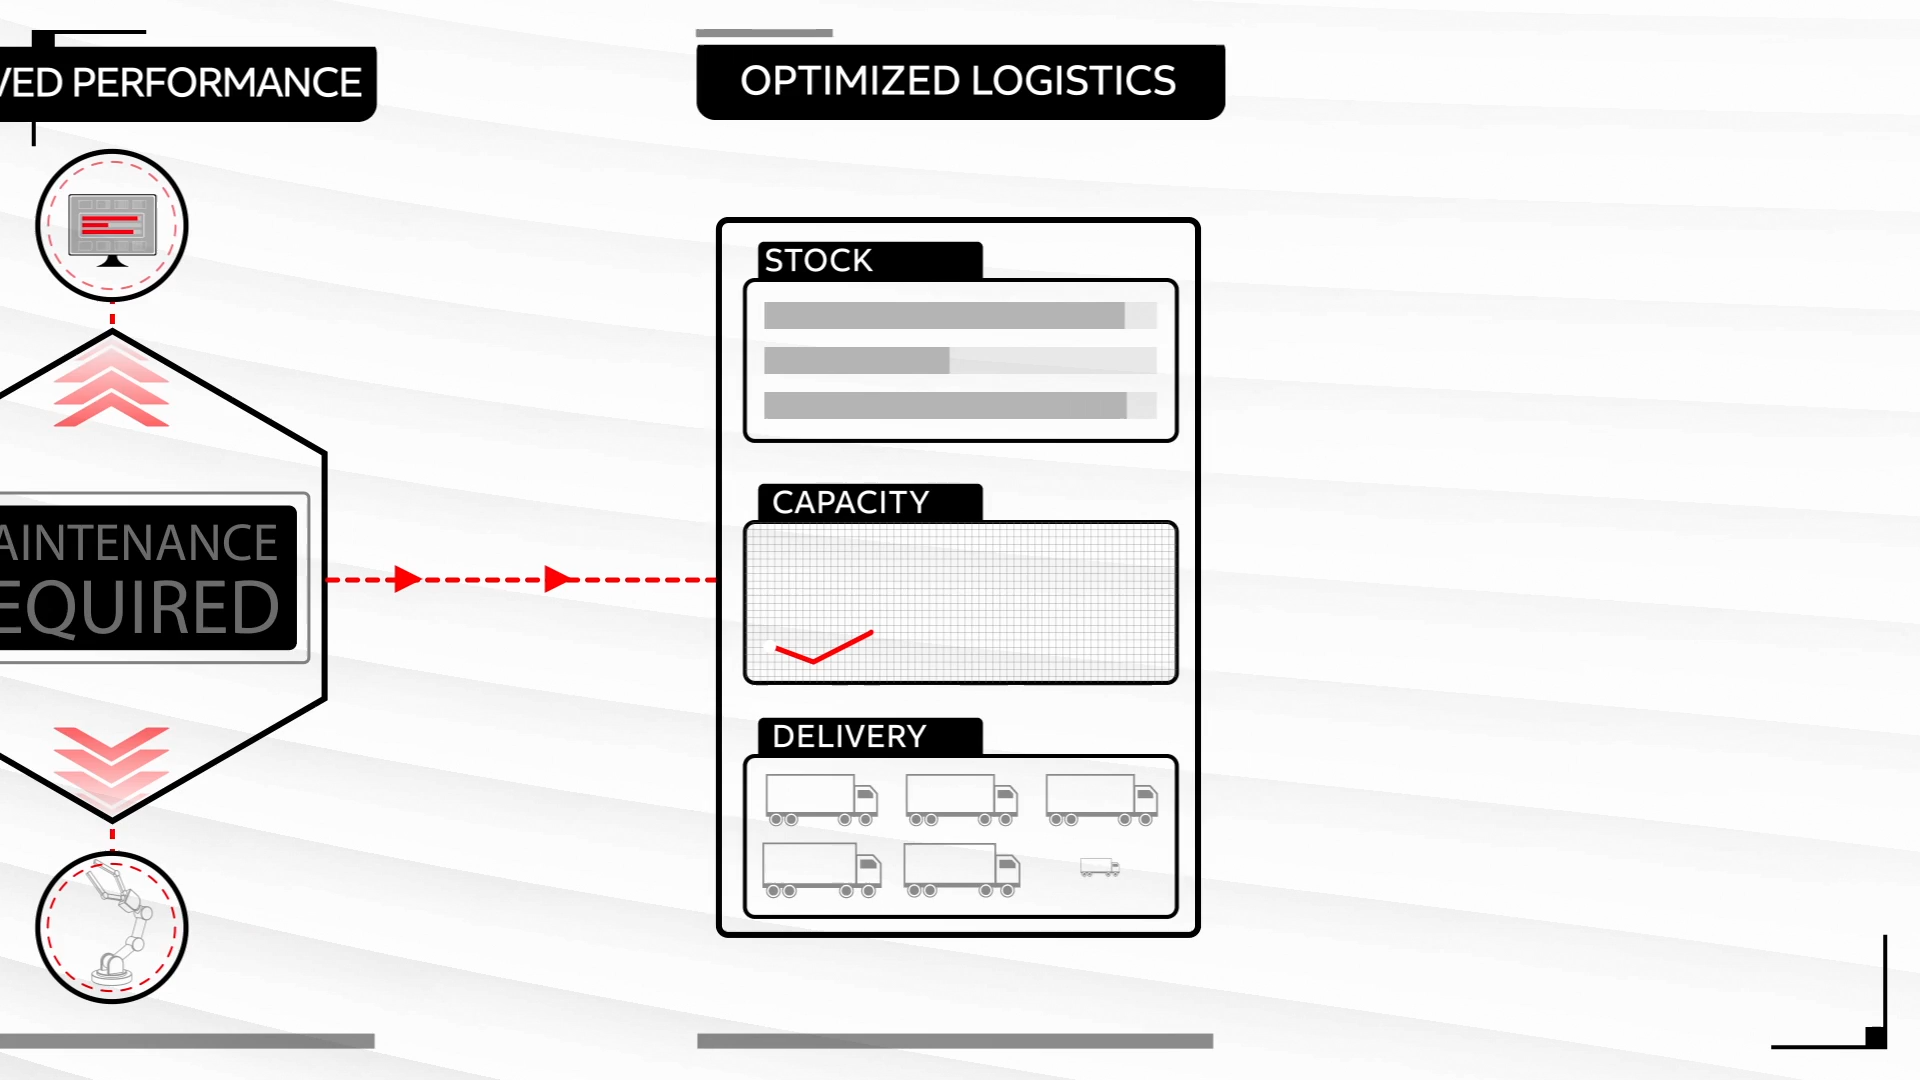 VED PERFORMANCE
OPTIMIZED LOGISTICS
STOCK
CAPACITY
AINTENANCE
EQUIRED
DELIVERY